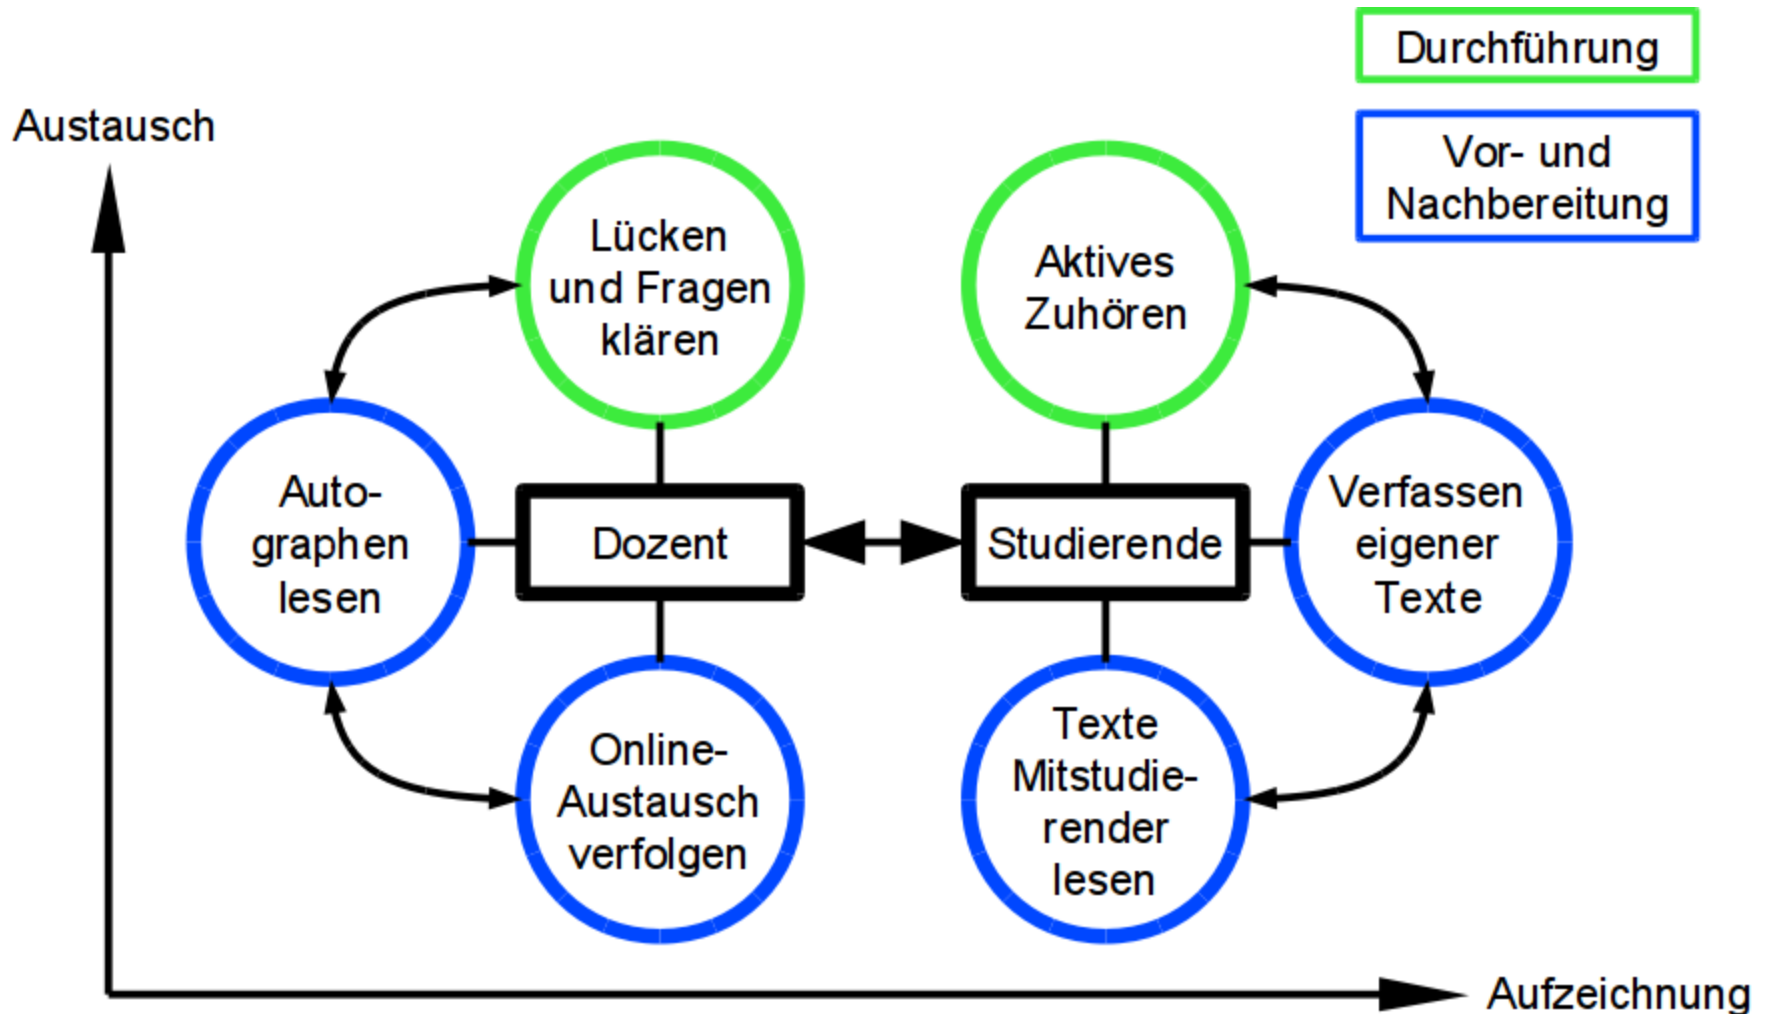 Durchführung
Vor- und
Nachbereitung
Austausch
Lücken
und Fragen
klären
Aktives
Zuhören
Auto-
graphen
lesen
Dozent
Studierende
Verfassen
eigener
Texte
Online-
Austausch
verfolgen
Texte
Mitstudie-
render
lesen
Aufzeichnung